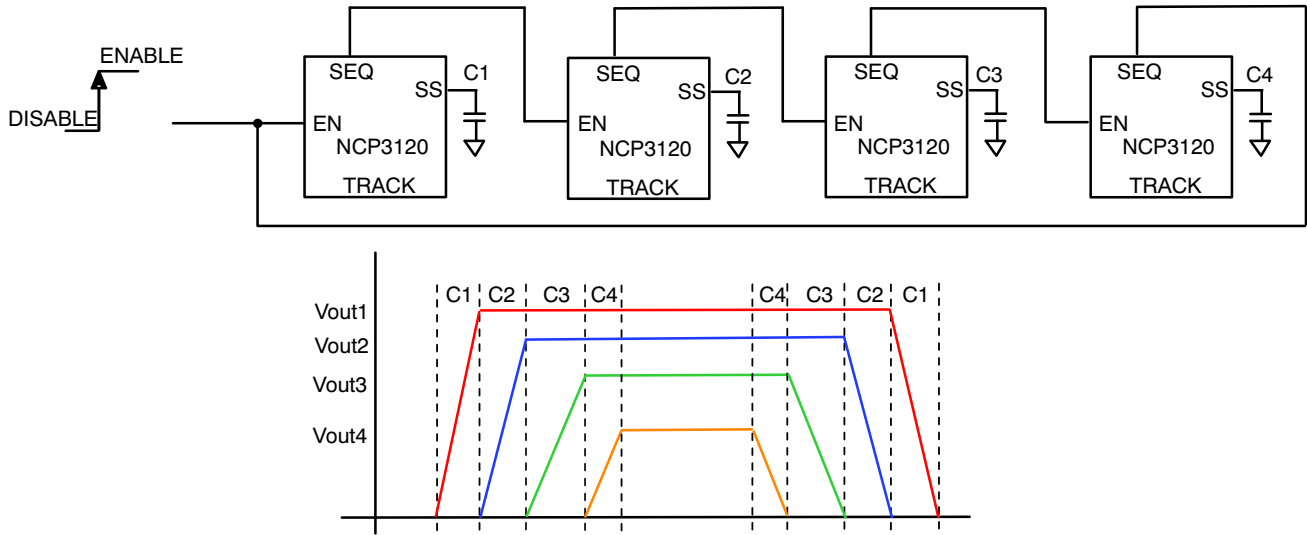 ENABLE
DISABLE
SEQ
SS
C1
EN
NCP3120
TRACK
SEQ
SS
C2
EN
NCP3120
TRACK
SEQ
SS
C3
EN
NCP3120
TRACK
SEQ
SS
C4
EN
NCP3120
TRACK
C1 C2 C3 C4 C4 C3 C2 C1
Vout1
Vout2
Vout3
Vout4